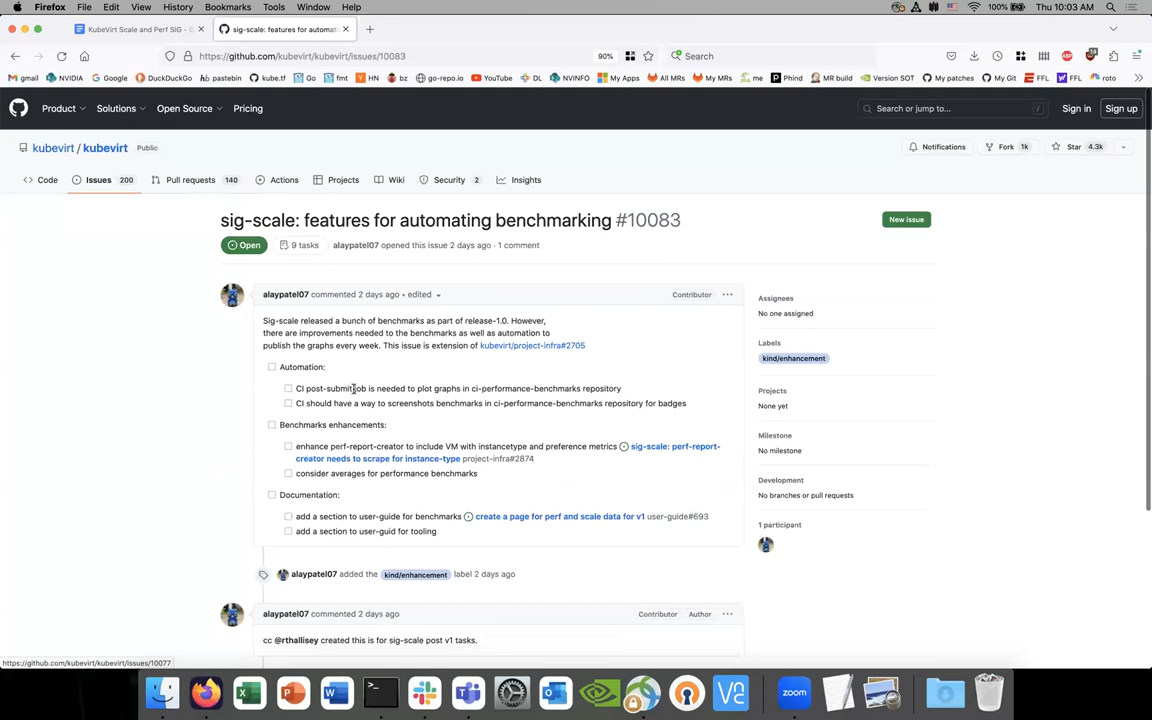 Firefox File Edit View History Bookmarks Tools Window Help 100% Thu 10:03 AM
KubeVirt Scale and Perf SIG - G sig-scale: features for automati
https://github.com/kubevirt/kubevirt/issues/10083 90% Search
gmail NVIDIA Google DuckDuckGo pastebin kube.tf Go fmt HN bz go-repo.io YouTube DL NVINFO My Apps All MRs My MRs me Phind MR build Version SOT My patches My Git FFL FFL roto
Product Solutions Open Source Pricing Search or jump to... / Sign in Sign up
kubevirt / kubevirt Public Notifications Fork 1k Star 4.3k
Code Issues 200 Pull requests 140 Actions Projects Wiki Security 2 Insights
sig-scale: features for automating benchmarking #10083 New issue
Open 9 tasks alaypatel07 opened this issue 2 days ago · 1 comment
alaypatel07 commented 2 days ago • edited Contributor
Sig-scale released a bunch of benchmarks as part of release-1.0. However,
there are improvements needed to the benchmarks as well as automation to
publish the graphs every week. This issue is extension of kubevirt/project-infra#2705
Automation:
CI post-submit job is needed to plot graphs in ci-performance-benchmarks repository
CI should have a way to screenshots benchmarks in ci-performance-benchmarks repository for badges
Benchmarks enhancements:
enhance perf-report-creator to include VM with instancetype and preference metrics sig-scale: perf-report-
creator needs to scrape for instance-type project-infra#2874
consider averages for performance benchmarks
Documentation:
add a section to user-guide for benchmarks create a page for perf and scale data for v1 user-guide#693
add a section to user-guid for tooling
alaypatel07 added the kind/enhancement label 2 days ago
alaypatel07 commented 2 days ago Contributor Author
cc @rthallisey created this is for sig-scale post v1 tasks.
Assignees
No one assigned
Labels
kind/enhancement
Projects
None yet
Milestone
No milestone
Development
No branches or pull requests
1 participant
https://github.com/kubevirt/kubevirt/issues/10077
zoom